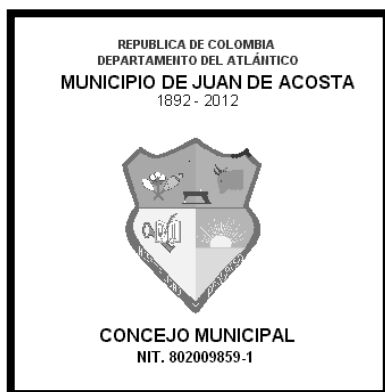 REPUBLICA DE COLOMBIA
DEPARTAMENTO DEL ATLÁNTICO
MUNICIPIO DE JUAN DE ACOSTA
1892 - 2012
CONCEJO MUNICIPAL
NIT. 802009859-1